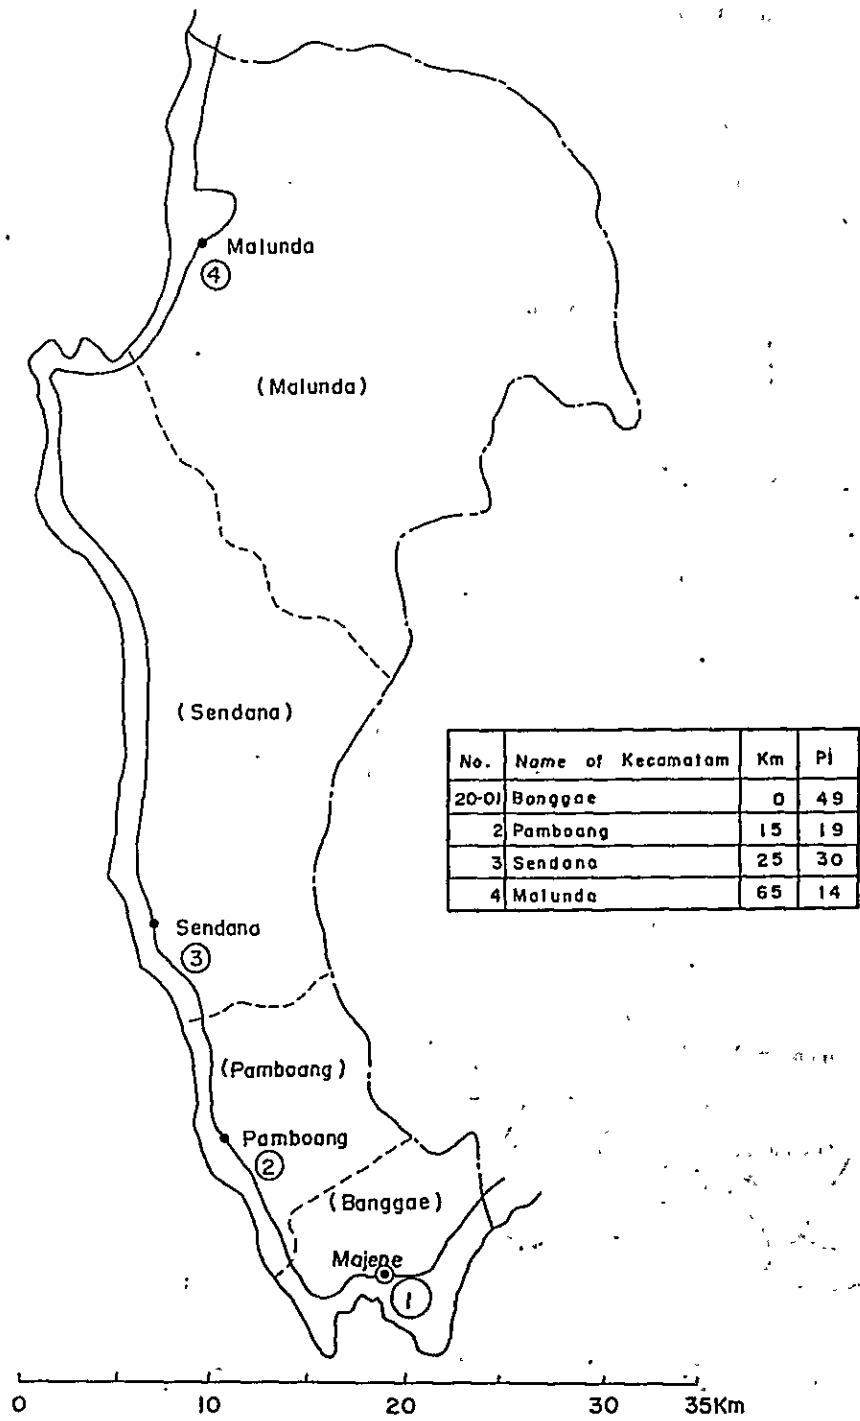 Malunda
4
(Malunda)
(Sendana)
No. Name of Kecamatam Km Pi
20-01 Banggae 0 49
2 Pamboang 15 19
3 Sendana 25 30
4 Malunda 65 14
Sendana
3
(Pamboang)
Pamboang
2
(Banggae)
Majene
1
0 10 20 30 35Km